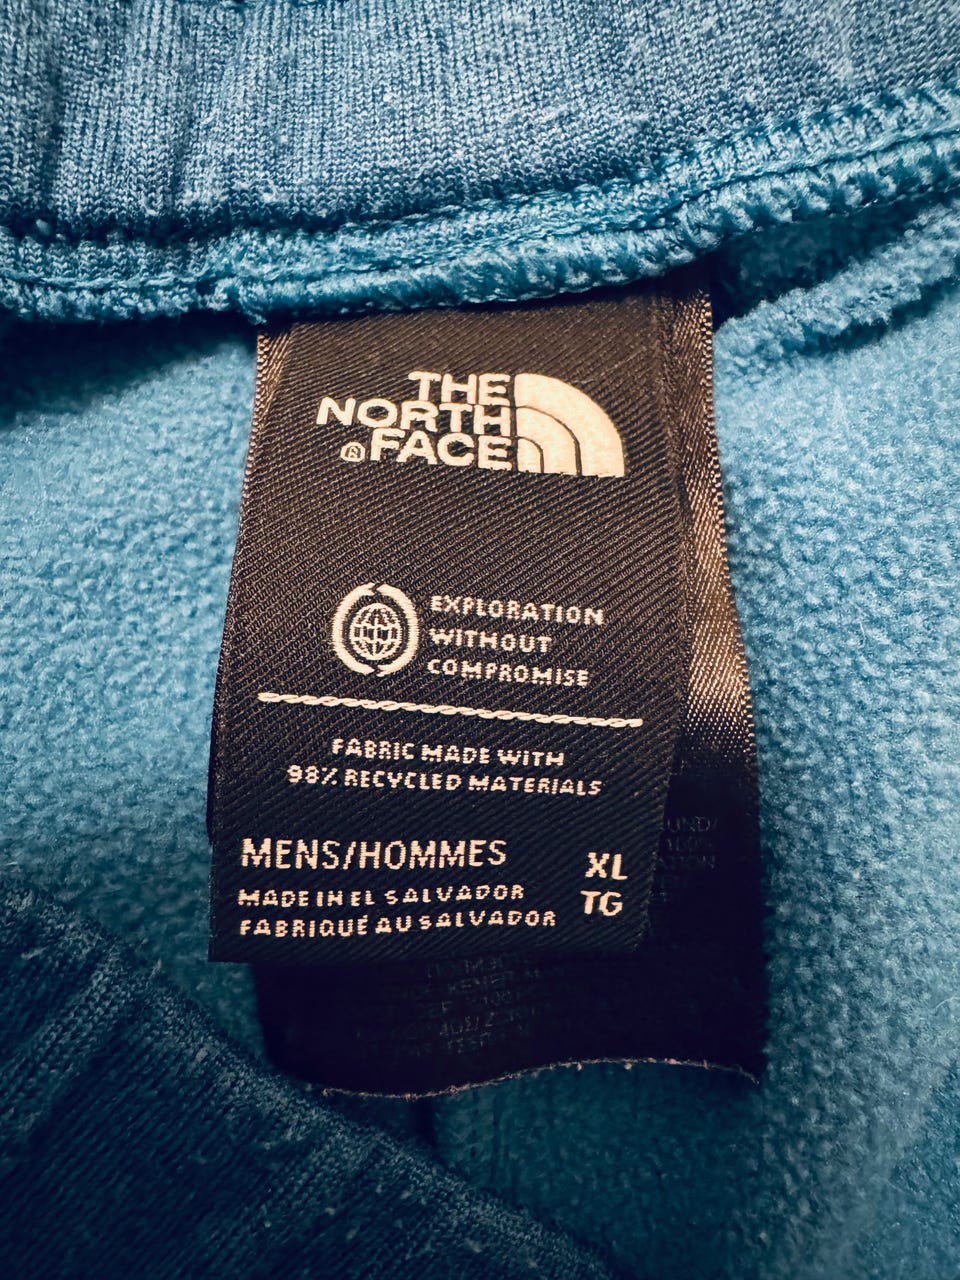 THE
NORTH
® FACE
EXPLORATION
WITHOUT
COMPROMISE
FABRIC MADE WITH
98% RECYCLED MATERIALS
MENS/HOMMES XL
MADE IN EL SALVADOR TG
FABRIQUÉ AU SALVADOR